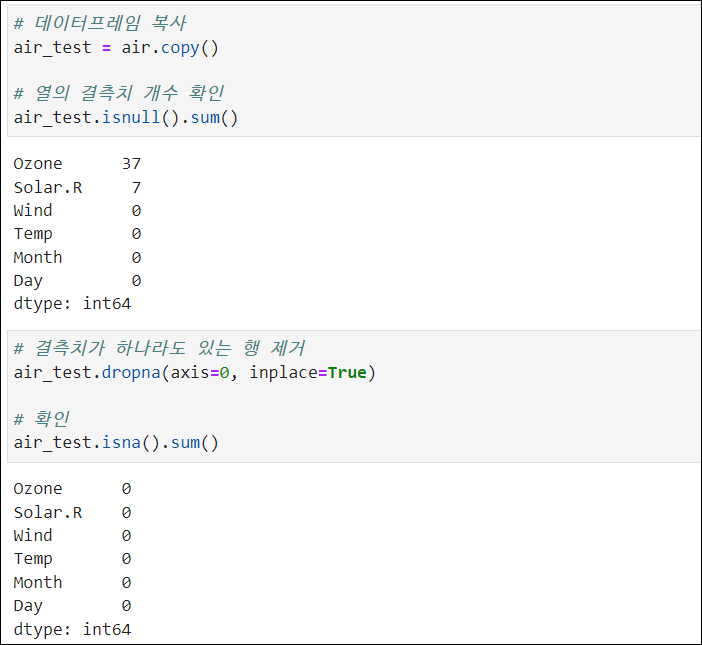 # 데이터프레임 복사
air_test = air.copy()
# 열의 결측치 개수 확인
air_test.isnull().sum()
Ozone 37
Solar.R 7
Wind 0
Temp 0
Month 0
Day 0
dtype: int64
# 결측치가 하나라도 있는 행 제거
air_test.dropna(axis=0, inplace=True)
# 확인
air_test.isna().sum()
Ozone 0
Solar.R 0
Wind 0
Temp 0
Month 0
Day 0
dtype: int64